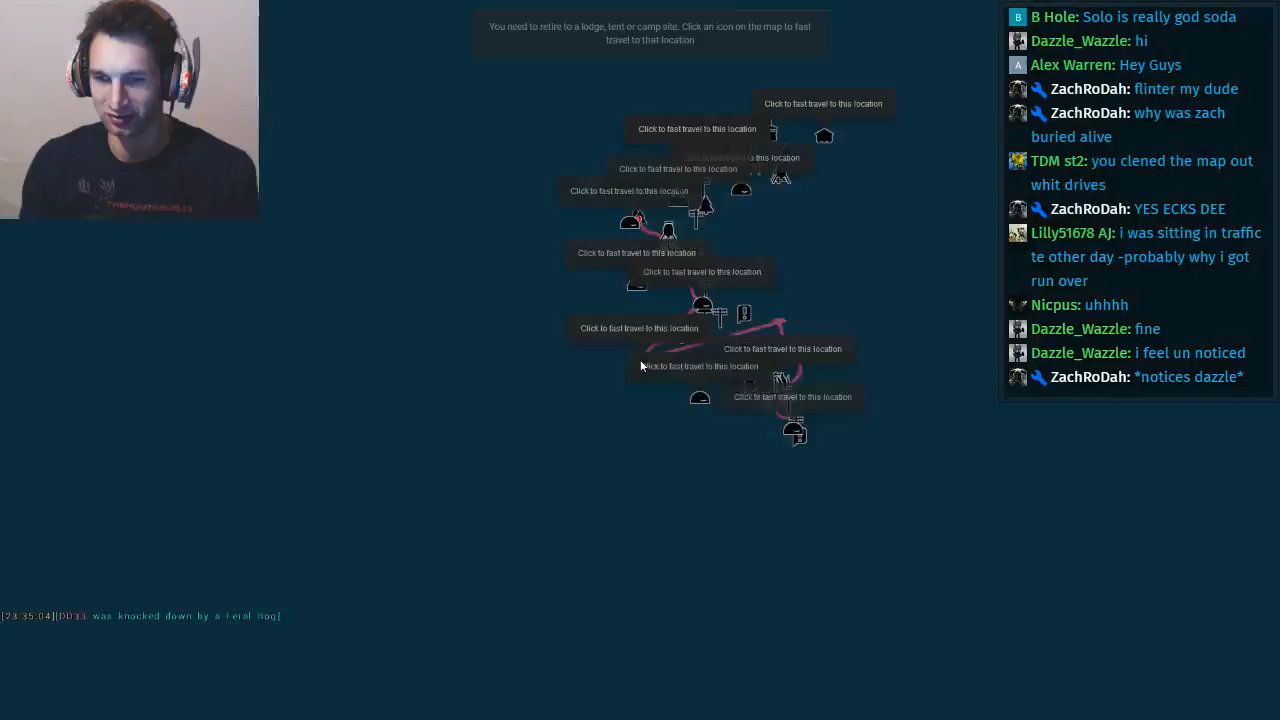 You need to retire to a lodge, tent or camp site. Click an icon on the map to fast
travel to that location
Click to fast travel to this location
Click to fast travel to this location
to this location
Click to fast travel to this location
Click to fast travel to this location
Click to fast travel to this location
Click to fast travel to this location
Click to fast travel to this location
Click to fast travel to this location
Click to fast travel to this location
Click to fast travel to this location
[23:35:04][DD33 was knocked down by a Feral hog]
B
B Hole: Solo is really god soda
Dazzle_Wazzle: hi
A
Alex Warren: Hey Guys
ZachRoDah: flinter my dude
ZachRoDah: why was zach
buried alive
TDM st2: you clened the map out
whit drives
ZachRoDah: YES ECKS DEE
Lilly51678 AJ: i was sitting in traffic
te other day -probably why i got
run over
Nicpus: uhhhh
Dazzle_Wazzle: fine
Dazzle_Wazzle: i feel un noticed
ZachRoDah: *notices dazzle*